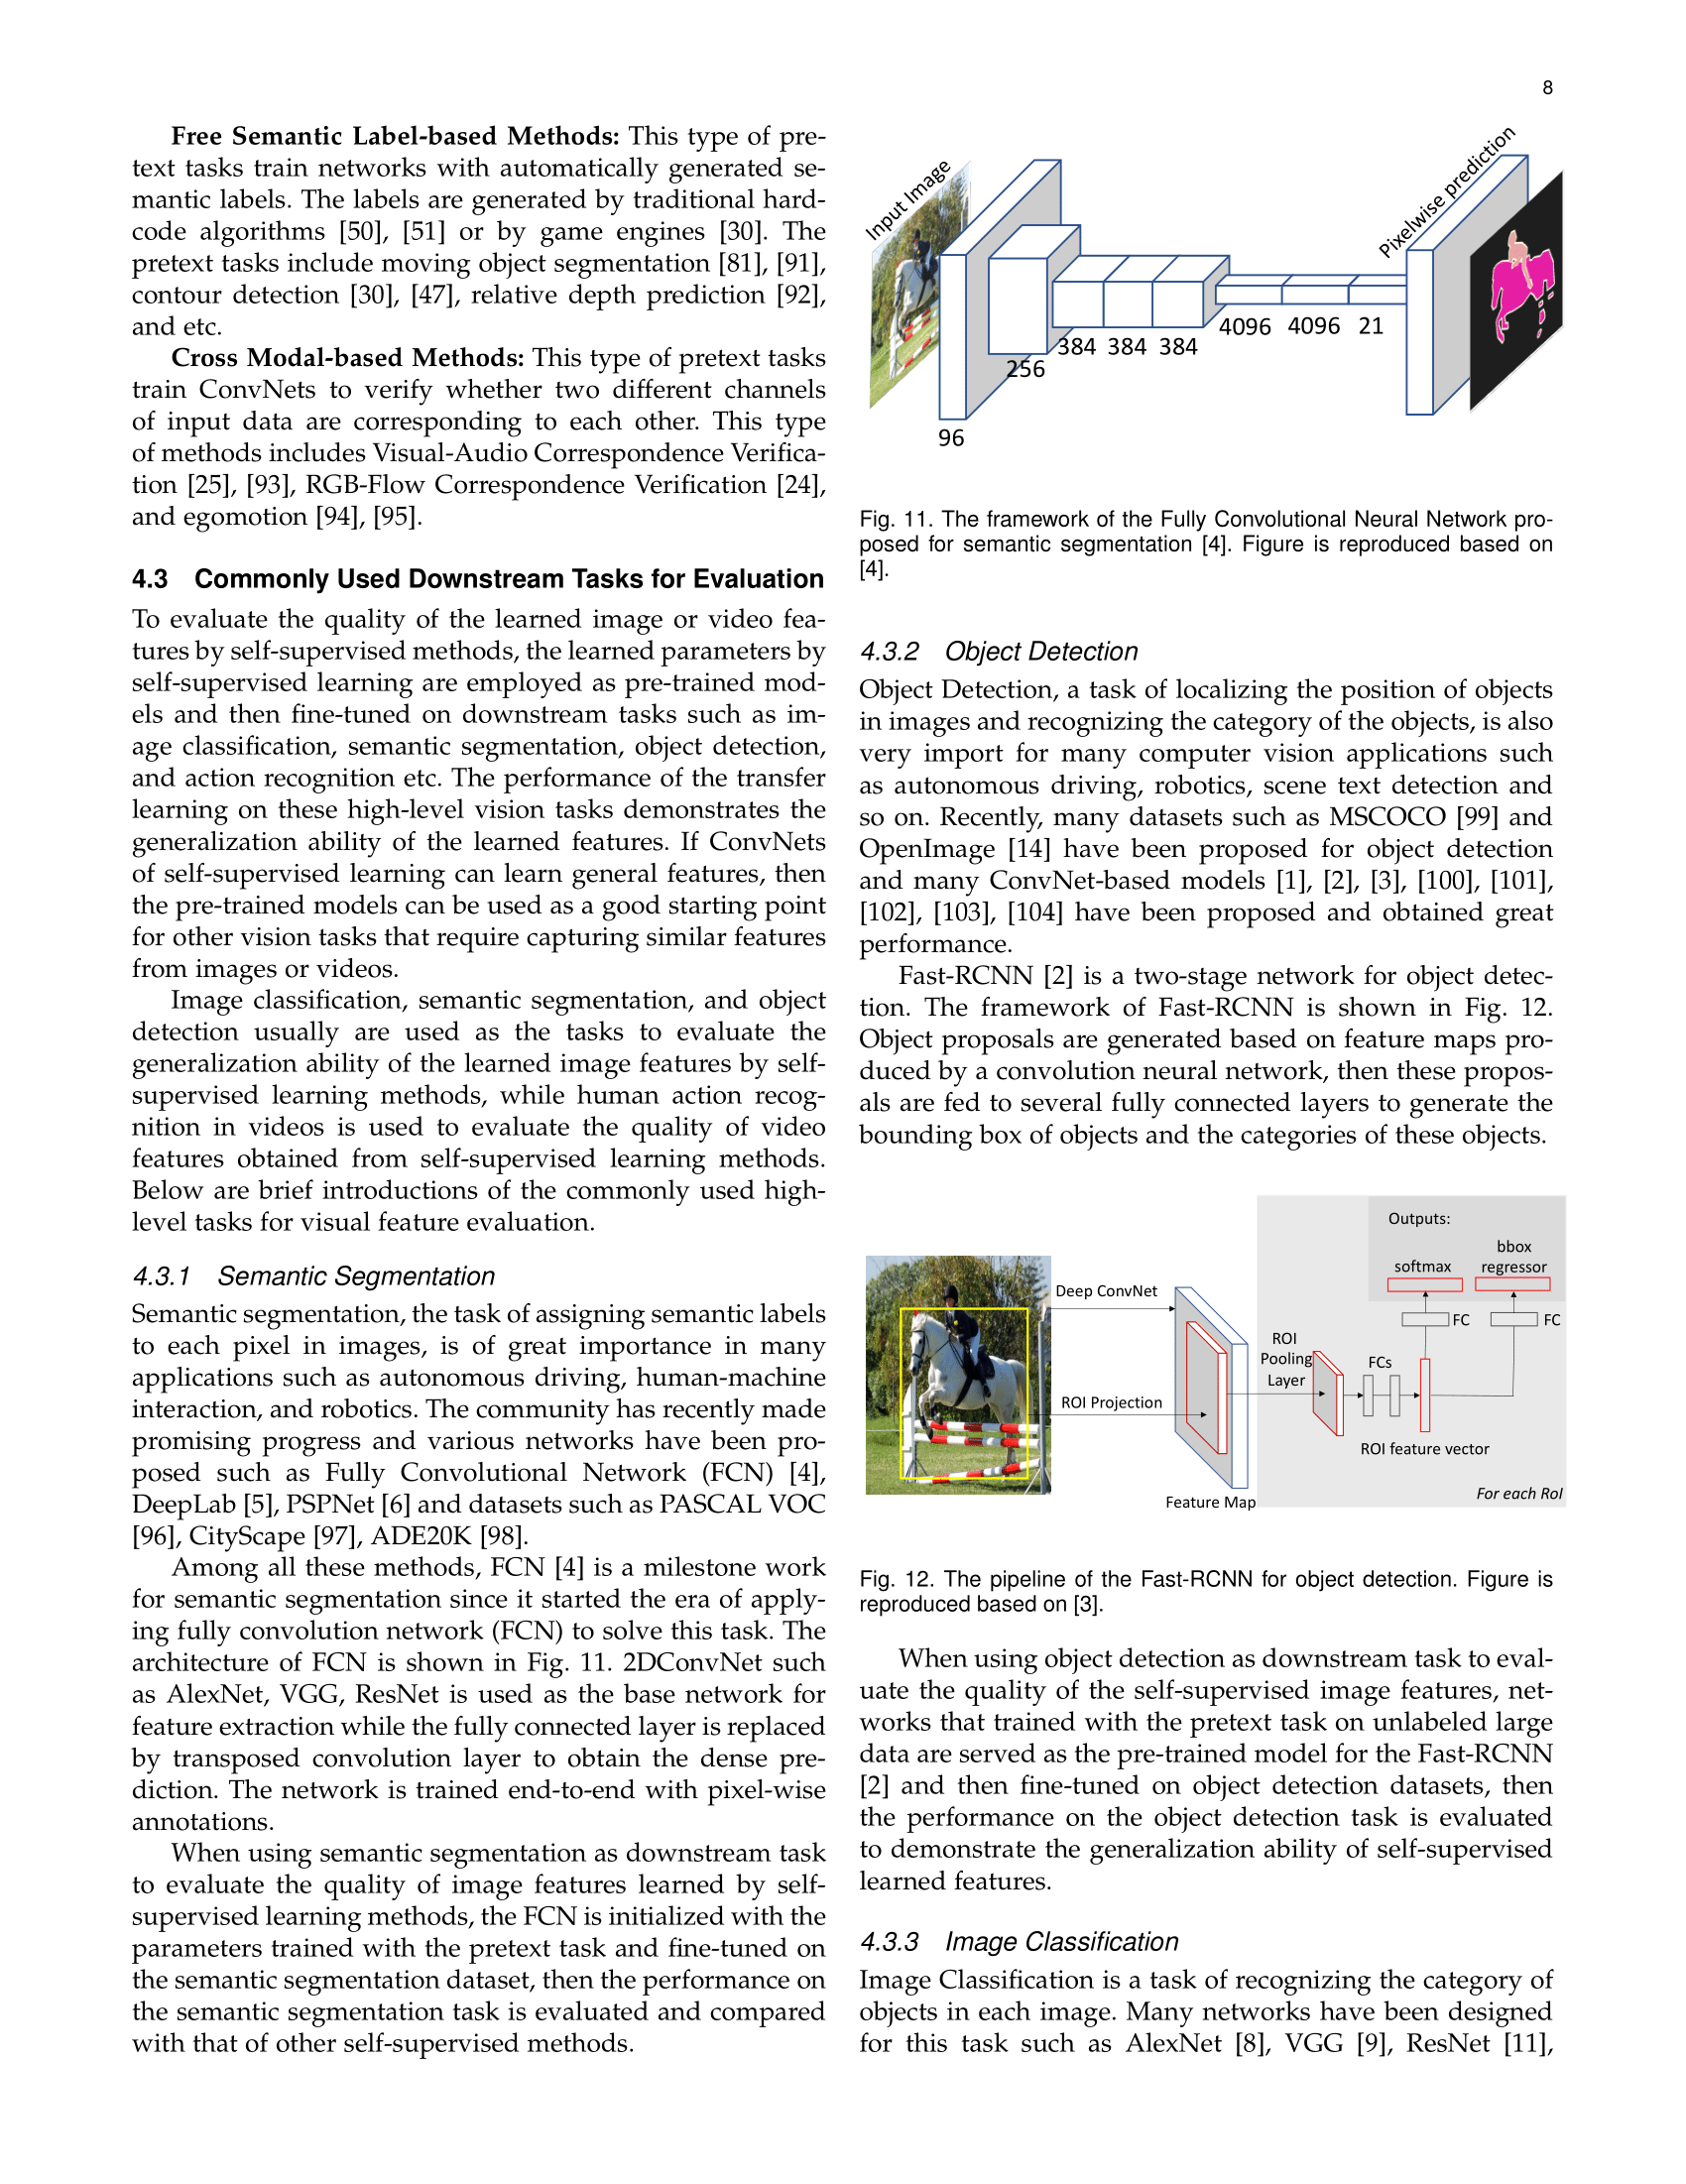 8
Free Semantic Label-based Methods: This type of pre-
text tasks train networks with automatically generated se-
mantic labels. The labels are generated by traditional hard-
code algorithms [50], [51] or by game engines [30]. The
pretext tasks include moving object segmentation [81], [91],
contour detection [30], [47], relative depth prediction [92],
and etc.
Cross Modal-based Methods: This type of pretext tasks
train ConvNets to verify whether two different channels
of input data are corresponding to each other. This type
of methods includes Visual-Audio Correspondence Verifica-
tion [25], [93], RGB-Flow Correspondence Verification [24],
and egomotion [94], [95].
4.3 Commonly Used Downstream Tasks for Evaluation
To evaluate the quality of the learned image or video fea-
tures by self-supervised methods, the learned parameters by
self-supervised learning are employed as pre-trained mod-
els and then fine-tuned on downstream tasks such as im-
age classification, semantic segmentation, object detection,
and action recognition etc. The performance of the transfer
learning on these high-level vision tasks demonstrates the
generalization ability of the learned features. If ConvNets
of self-supervised learning can learn general features, then
the pre-trained models can be used as a good starting point
for other vision tasks that require capturing similar features
from images or videos.
Image classification, semantic segmentation, and object
detection usually are used as the tasks to evaluate the
generalization ability of the learned image features by self-
supervised learning methods, while human action recog-
nition in videos is used to evaluate the quality of video
features obtained from self-supervised learning methods.
Below are brief introductions of the commonly used high-
level tasks for visual feature evaluation.
4.3.1 Semantic Segmentation
Semantic segmentation, the task of assigning semantic labels
to each pixel in images, is of great importance in many
applications such as autonomous driving, human-machine
interaction, and robotics. The community has recently made
promising progress and various networks have been pro-
posed such as Fully Convolutional Network (FCN) [4],
DeepLab [5], PSPNet [6] and datasets such as PASCAL VOC
[96], CityScape [97], ADE20K [98].
Among all these methods, FCN [4] is a milestone work
for semantic segmentation since it started the era of apply-
ing fully convolution network (FCN) to solve this task. The
architecture of FCN is shown in Fig. 11. 2DConvNet such
as AlexNet, VGG, ResNet is used as the base network for
feature extraction while the fully connected layer is replaced
by transposed convolution layer to obtain the dense pre-
diction. The network is trained end-to-end with pixel-wise
annotations.
When using semantic segmentation as downstream task
to evaluate the quality of image features learned by self-
supervised learning methods, the FCN is initialized with the
parameters trained with the pretext task and fine-tuned on
the semantic segmentation dataset, then the performance on
the semantic segmentation task is evaluated and compared
with that of other self-supervised methods.
Input Image
Pixelwise prediction
96
256
384 384 384
4096 4096 21
Fig. 11. The framework of the Fully Convolutional Neural Network pro-
posed for semantic segmentation [4]. Figure is reproduced based on
[4].
4.3.2 Object Detection
Object Detection, a task of localizing the position of objects
in images and recognizing the category of the objects, is also
very import for many computer vision applications such
as autonomous driving, robotics, scene text detection and
so on. Recently, many datasets such as MSCOCO [99] and
OpenImage [14] have been proposed for object detection
and many ConvNet-based models [1], [2], [3], [100], [101],
[102], [103], [104] have been proposed and obtained great
performance.
Fast-RCNN [2] is a two-stage network for object detec-
tion. The framework of Fast-RCNN is shown in Fig. 12.
Object proposals are generated based on feature maps pro-
duced by a convolution neural network, then these propos-
als are fed to several fully connected layers to generate the
bounding box of objects and the categories of these objects.
Deep ConvNet
ROI Projection
Feature Map
ROI
Pooling
Layer
FCs
ROI feature vector
Outputs:
softmax
bbox
regressor
FC
FC
For each RoI
Fig. 12. The pipeline of the Fast-RCNN for object detection. Figure is
reproduced based on [3].
When using object detection as downstream task to eval-
uate the quality of the self-supervised image features, net-
works that trained with the pretext task on unlabeled large
data are served as the pre-trained model for the Fast-RCNN
[2] and then fine-tuned on object detection datasets, then
the performance on the object detection task is evaluated
to demonstrate the generalization ability of self-supervised
learned features.
4.3.3 Image Classification
Image Classification is a task of recognizing the category of
objects in each image. Many networks have been designed
for this task such as AlexNet [8], VGG [9], ResNet [11],